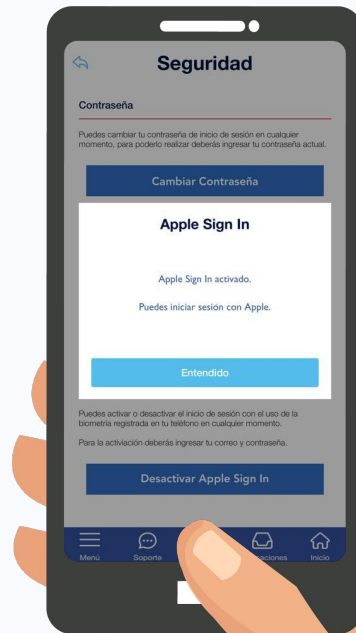 Seguridad
Contraseña
Puedes cambiar tu contraseña de inicio de sesión en cualquier
momento, para poderlo realizar deberás ingresar tu contraseña actual.
Cambiar Contraseña
Apple Sign In
Apple Sign In activado.
Puedes iniciar sesión con Apple.
Entendido
Puedes activar o desactivar el inicio de sesión con el uso de la
biometría registrada en tu teléfono en cualquier momento.
Para la activiación deberás ingresar tu correo y contraseña.
Desactivar Apple Sign In
Menú Soporte Inicio